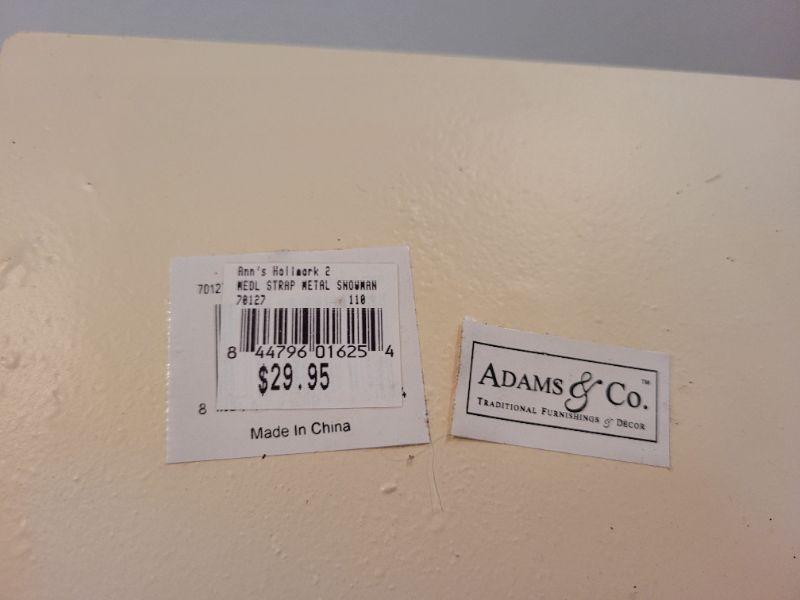 Ann's Hallmark 2
7012
MEDL STRAP METAL SNOWMAN
70127 110
8 44796 01625 4
$29.95
8
4
Made In China
ADAMS & CO.™
TRADITIONAL FURNISHINGS & DECOR